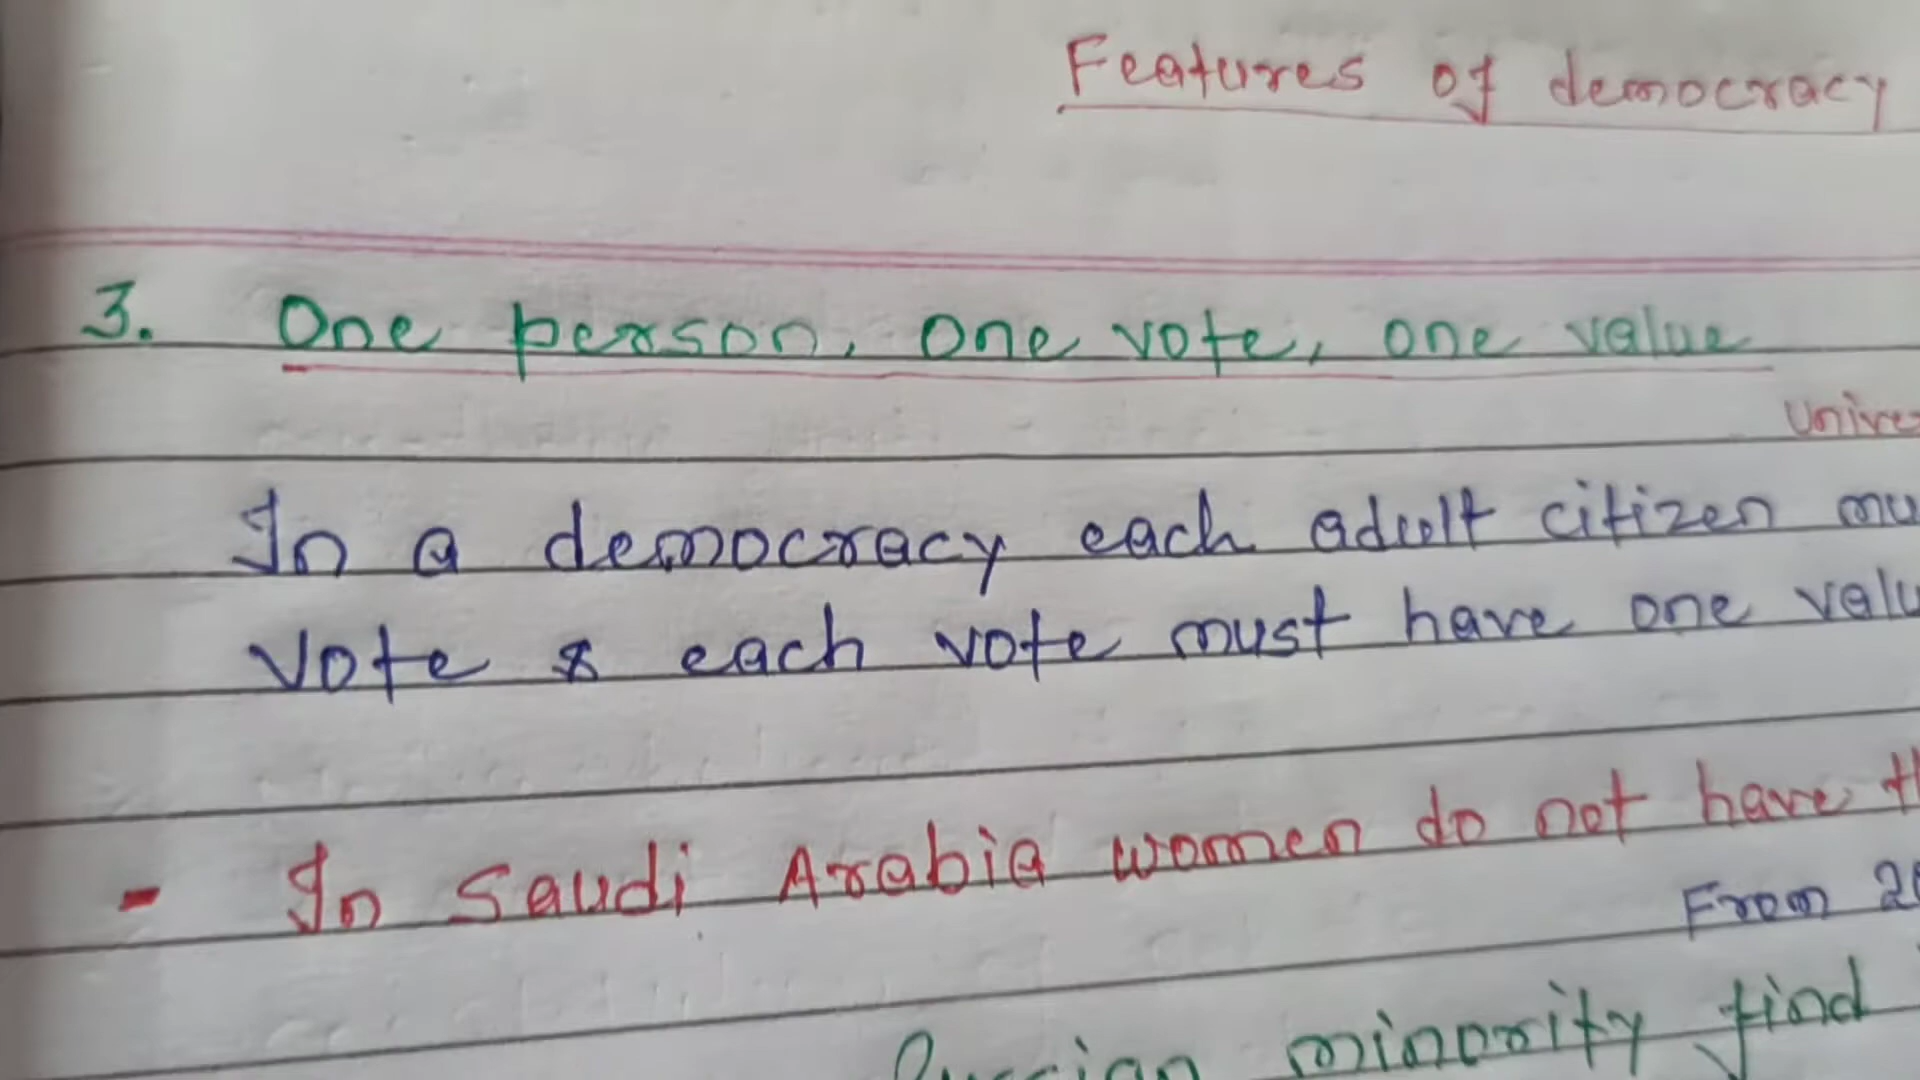 Features of democracy
3. One person, one vote, one value
In a democracy each adult citizen
vote & each vote must have one
- In Saudi Arabia women do not have
From
minority find